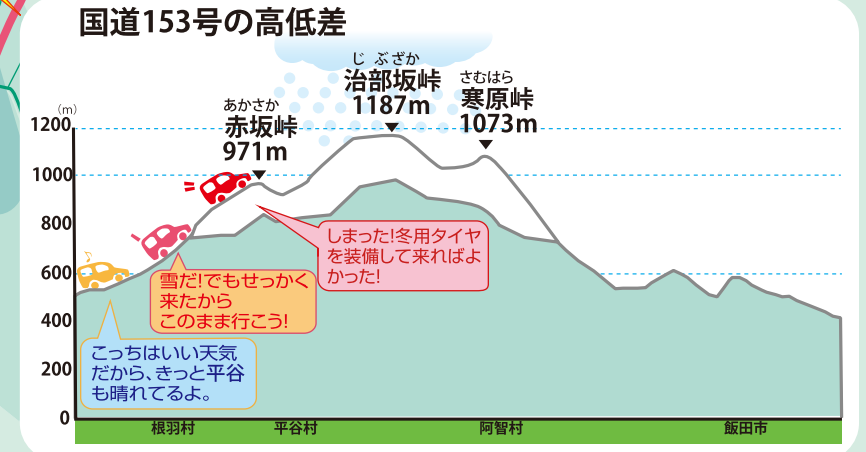 国道153号の高低差
(m)
1200
1000
800
600
400
200
0
あかさか
赤坂峠
971m
じぶざか
治部坂峠
1187m
さむはら
寒原峠
1073m
しまった!冬用タイヤ
を装備して来ればよ
かった!
雪だ!でもせっかく
来たから
このまま行こう!
こっちはいい天気
だから、きっと平谷
も晴れてるよ。
根羽村
平谷村
阿智村
飯田市